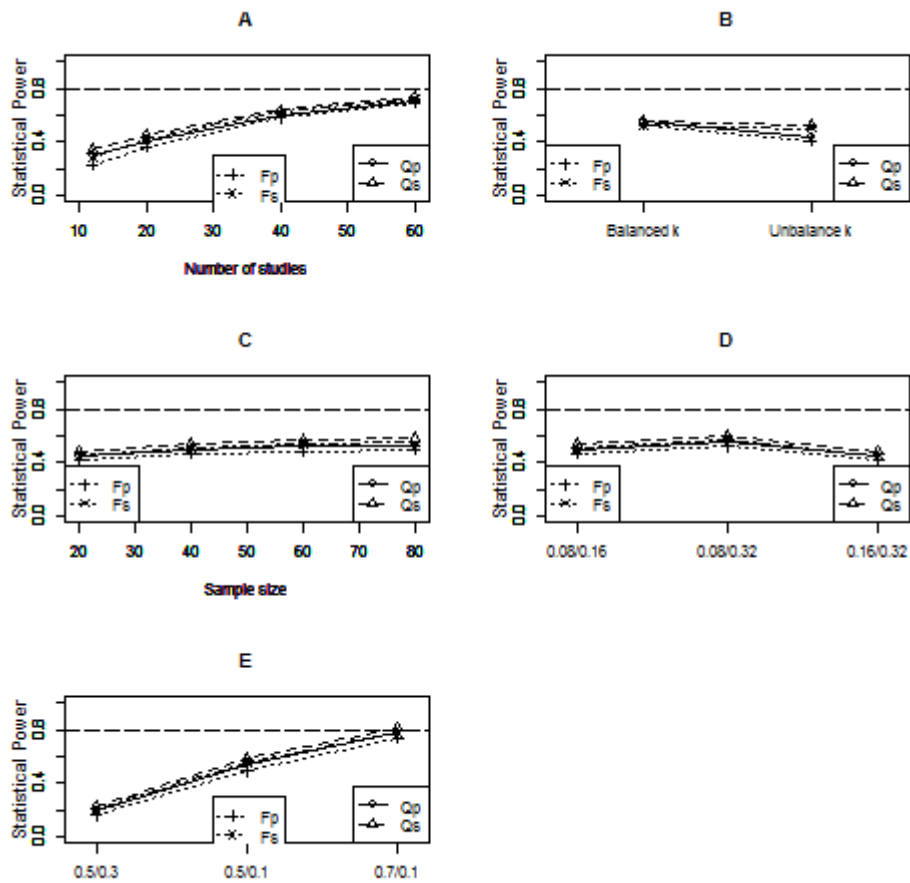 A
Statistical Power
0.0 0.4 0.8
Fp
Fs
Qp
Qs
10 20 30 40 50 60
Number of studies
B
Statistical Power
0.0 0.4 0.8
Fp
Fs
Qp
Qs
Balanced k Unbalance k
C
Statistical Power
0.0 0.4 0.8
Fp
Fs
Qp
Qs
20 30 40 50 60 70 80
Sample size
D
Statistical Power
0.0 0.4 0.8
Fp
Fs
Qp
Qs
0.08/0.16 0.08/0.32 0.16/0.32
E
Statistical Power
0.0 0.4 0.8
Fp
Fs
Qp
Qs
0.5/0.3 0.5/0.1 0.7/0.1